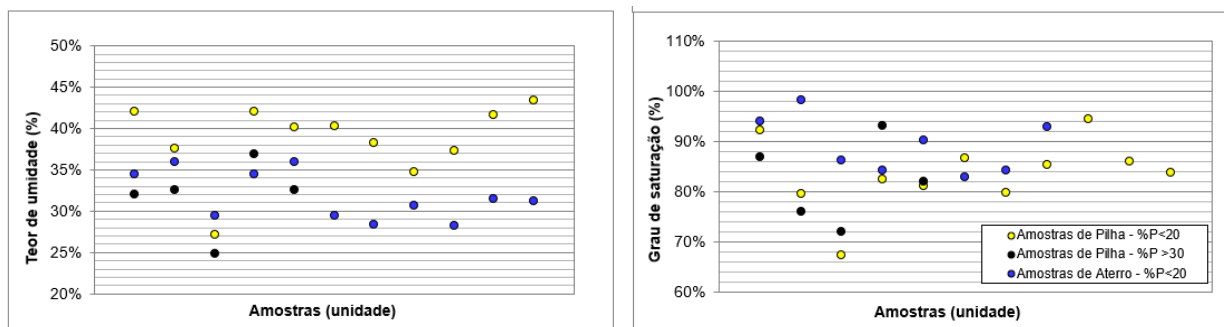 50%
45%
40%
35%
30%
25%
20%
Teor de umidade (%)
Amostras (unidade)
110%
100%
90%
80%
70%
60%
Grau de saturação (%)
Amostras de Pilha - %P<20
Amostras de Pilha - %P >30
Amostras de Aterro - %P<20
Amostras (unidade)